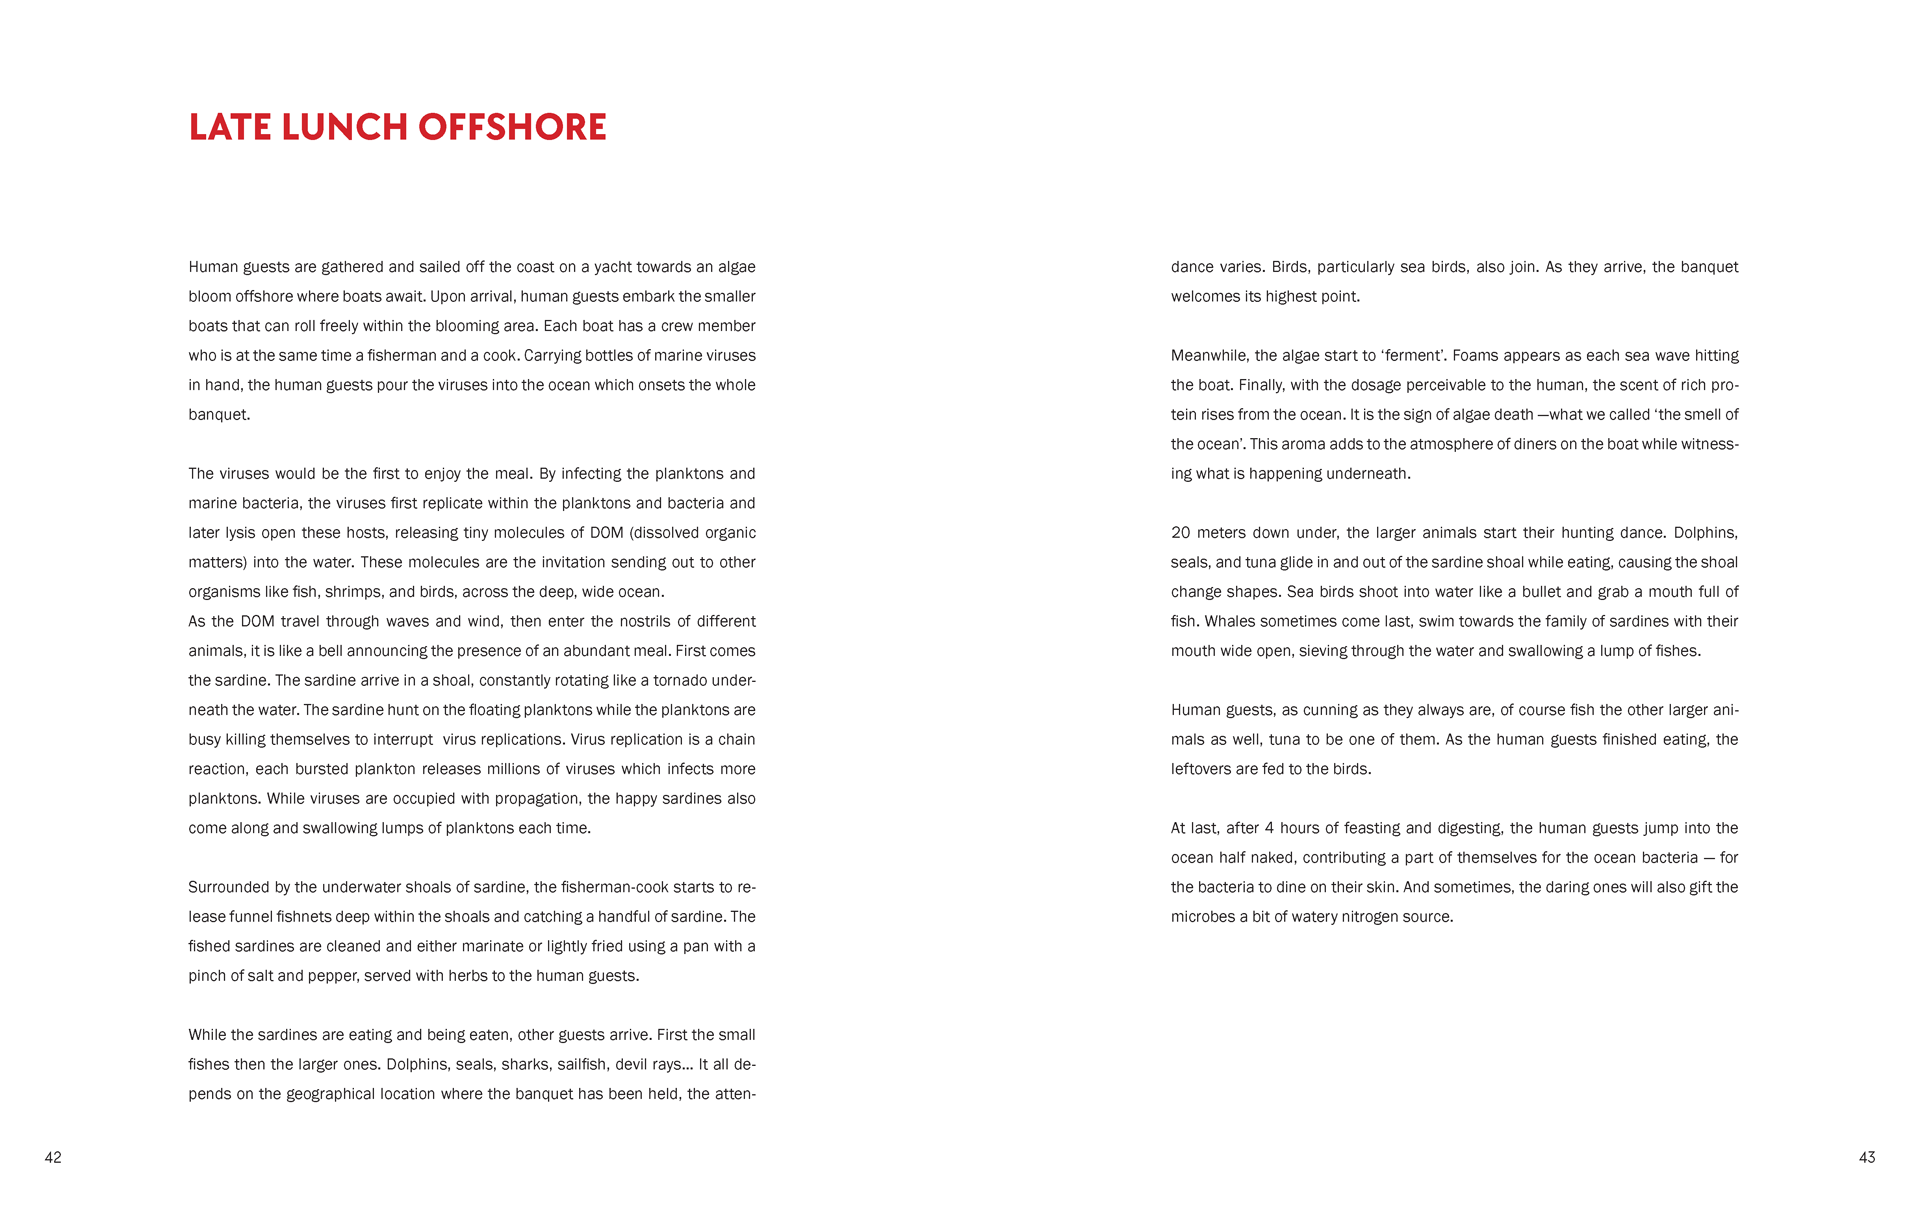 LATE LUNCH OFFSHORE
Human guests are gathered and sailed off the coast on a yacht towards an algae
bloom offshore where boats await. Upon arrival, human guests embark the smaller
boats that can roll freely within the blooming area. Each boat has a crew member
who is at the same time a fisherman and a cook. Carrying bottles of marine viruses
in hand, the human guests pour the viruses into the ocean which onsets the whole
banquet.
The viruses would be the first to enjoy the meal. By infecting the planktons and
marine bacteria, the viruses first replicate within the planktons and bacteria and
later lysis open these hosts, releasing tiny molecules of DOM (dissolved organic
matters) into the water. These molecules are the invitation sending out to other
organisms like fish, shrimps, and birds, across the deep, wide ocean.
As the DOM travel through waves and wind, then enter the nostrils of different
animals, it is like a bell announcing the presence of an abundant meal. First comes
the sardine. The sardine arrive in a shoal, constantly rotating like a tornado under-
neath the water. The sardine hunt on the floating planktons while the planktons are
busy killing themselves to interrupt  virus replications. Virus replication is a chain
reaction, each bursted plankton releases millions of viruses which infects more
planktons. While viruses are occupied with propagation, the happy sardines also
come along and swallowing lumps of planktons each time.
Surrounded by the underwater shoals of sardine, the fisherman-cook starts to re-
lease funnel fishnets deep within the shoals and catching a handful of sardine. The
fished sardines are cleaned and either marinate or lightly fried using a pan with a
pinch of salt and pepper, served with herbs to the human guests.
While the sardines are eating and being eaten, other guests arrive. First the small
fishes then the larger ones. Dolphins, seals, sharks, sailfish, devil rays... It all de-
pends on the geographical location where the banquet has been held, the atten-
42
dance varies. Birds, particularly sea birds, also join. As they arrive, the banquet
welcomes its highest point.
Meanwhile, the algae start to ‘ferment’. Foams appears as each sea wave hitting
the boat. Finally, with the dosage perceivable to the human, the scent of rich pro-
tein rises from the ocean. It is the sign of algae death —what we called ‘the smell of
the ocean’. This aroma adds to the atmosphere of diners on the boat while witness-
ing what is happening underneath.
20 meters down under, the larger animals start their hunting dance. Dolphins,
seals, and tuna glide in and out of the sardine shoal while eating, causing the shoal
change shapes. Sea birds shoot into water like a bullet and grab a mouth full of
fish. Whales sometimes come last, swim towards the family of sardines with their
mouth wide open, sieving through the water and swallowing a lump of fishes.
Human guests, as cunning as they always are, of course fish the other larger ani-
mals as well, tuna to be one of them. As the human guests finished eating, the
leftovers are fed to the birds.
At last, after 4 hours of feasting and digesting, the human guests jump into the
ocean half naked, contributing a part of themselves for the ocean bacteria — for
the bacteria to dine on their skin. And sometimes, the daring ones will also gift the
microbes a bit of watery nitrogen source.
43